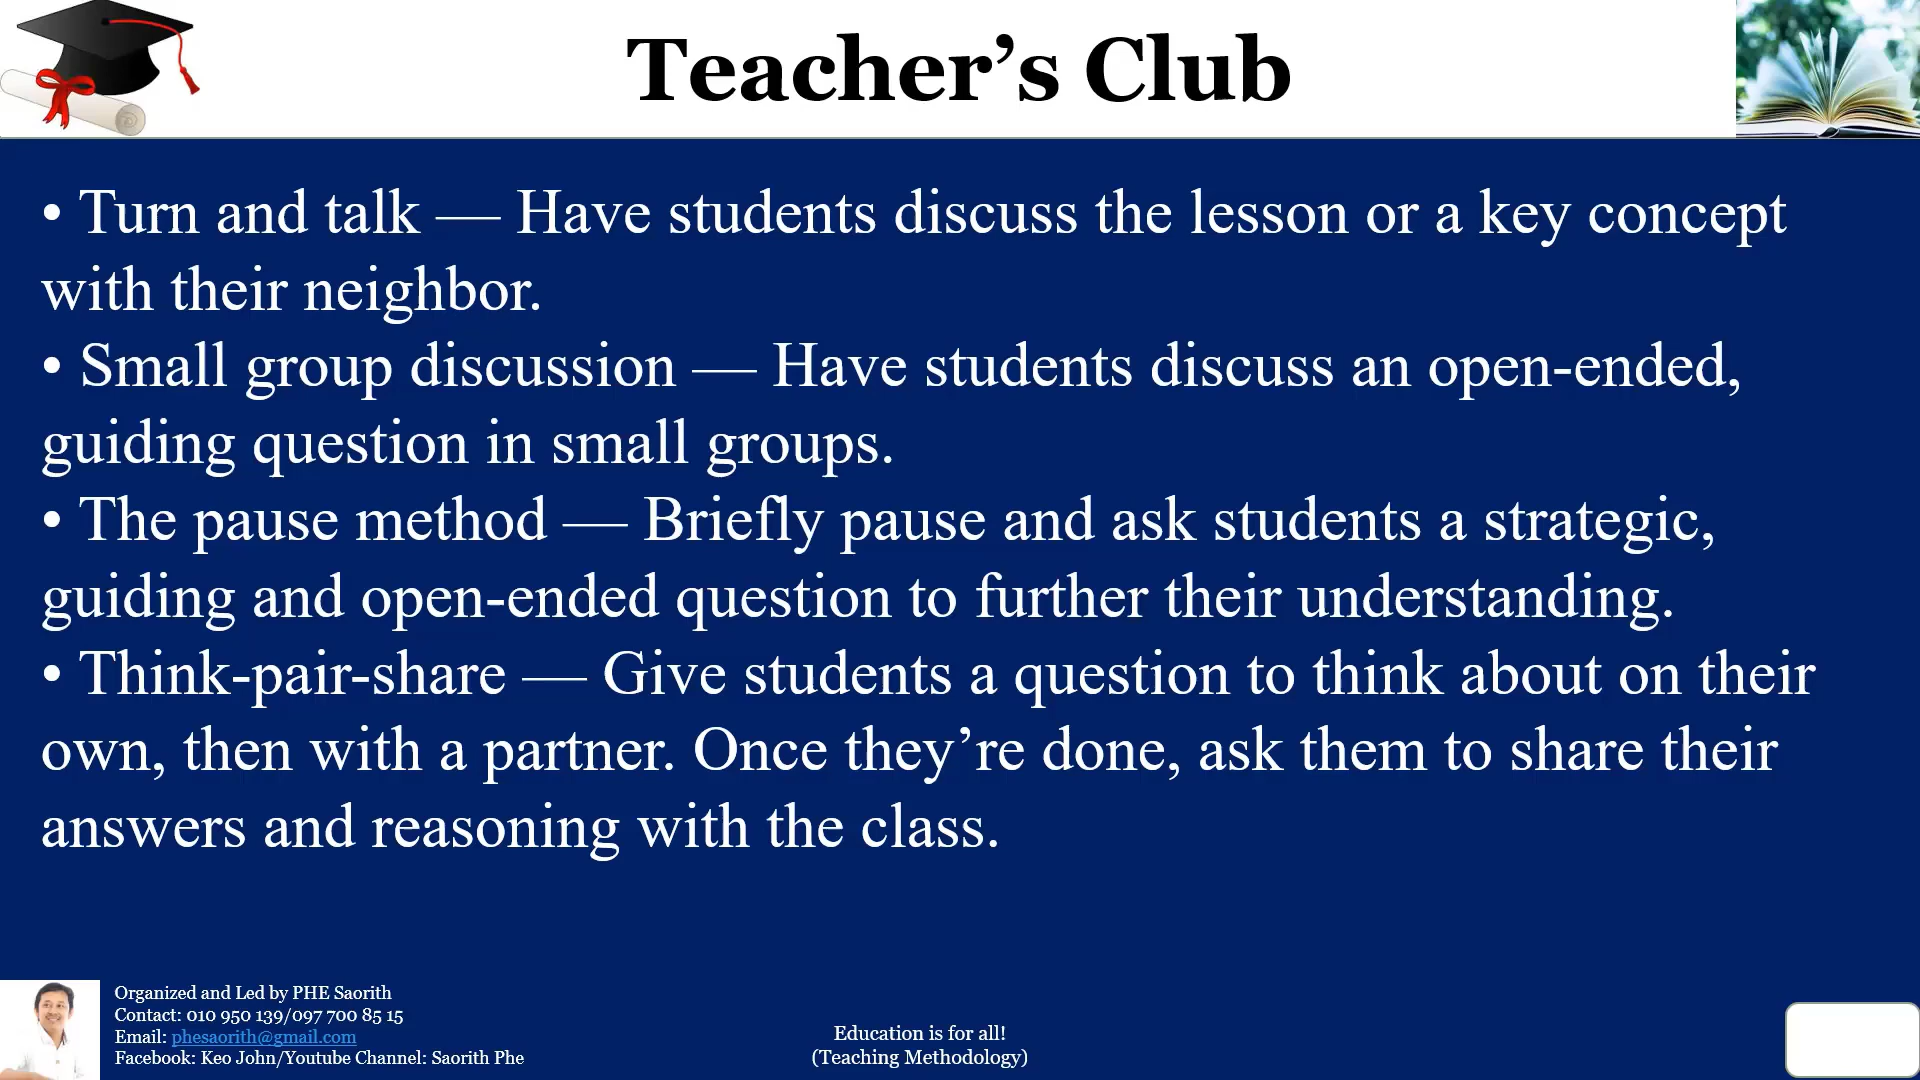 Teacher’s Club
• Turn and talk — Have students discuss the lesson or a key concept
with their neighbor.
• Small group discussion — Have students discuss an open-ended,
guiding question in small groups.
• The pause method — Briefly pause and ask students a strategic,
guiding and open-ended question to further their understanding.
• Think-pair-share — Give students a question to think about on their
own, then with a partner. Once they’re done, ask them to share their
answers and reasoning with the class.
Organized and Led by PHE Saorith
Contact: 010 950 139/097 700 85 15
Email: phesaorith@gmail.com
Facebook: Keo John/Youtube Channel: Saorith Phe
Education is for all!
(Teaching Methodology)